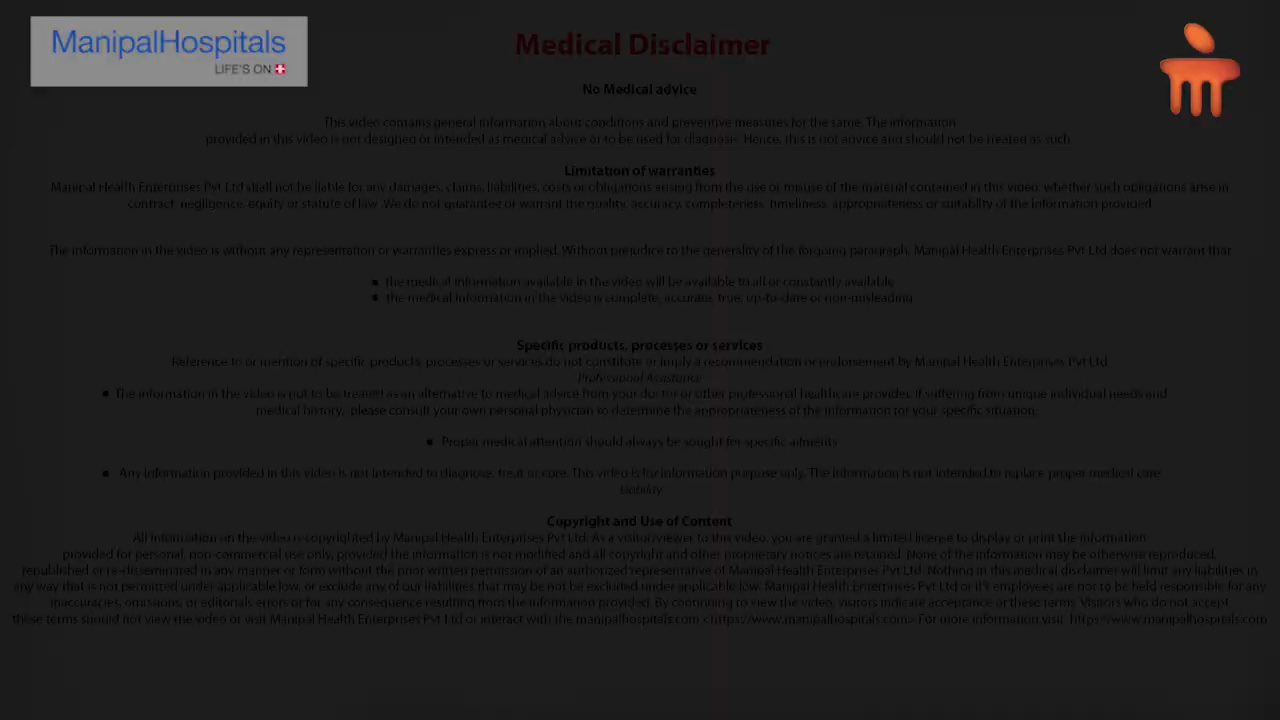 ManipalHospitals
LIFE'S ON
Medical Disclaimer
No Medical advice
This video contains general information about conditions and preventive measures for the same. The information
provided in this video is not designed or intended as medical advice or to be used for diagnosis. Hence, this is not advice and should not be treated as such
Limitation of warranties
Manipal Health Enterprises Pvt Ltd shall not be liable for any damages, claims, liabilities, costs or obligations arising from the use or misuse of the material contained in this video, whether such obligations arise in
contract, negligence, equity or statute of law .We do not guarantee or warrant the quality, accuracy, completeness, timeliness, appropriateness or suitability of the information provided
The information in the video is without any representation or warranties express or implied. Without prejudice to the generality of the forgoing paragraph, Manipal Health Enterprises Pvt Ltd does not warrant that
● the medical information available in the video will be available to all or constantly available
● the medical information in the video is complete, accurate, true, up-to-date or non-misleading
Specific products, processes or services
Reference to or mention of specific products, processes or services do not constitute or imply a recommendation or endorsement by Manipal Health Enterprises Pvt Ltd
Professional Assistance
● The information in the video is not to be treated as an alternative to medical advice from your doctor or other professional healthcare provider. If suffering from unique individual needs and
medical history, please consult your own personal physician to determine the appropriateness of the information for your specific situation.
● Proper medical attention should always be sought for specific ailments
● Any information provided in this video is not intended to diagnose, treat or cure. This video is for information purpose only. The information is not intended to replace proper medical care
Liability
Copyright and Use of Content
All information on the video is copyrighted by Manipal Health Enterprises Pvt Ltd. As a visitor/viewer to this video, you are granted a limited license to display or print the information
provided for personal, non-commercial use only, provided the information is not modified and all copyright and other proprietary notices are retained. None of the information may be otherwise reproduced,
republished or re-disseminated in any manner or form without the prior written permission of an authorized representative of Manipal Health Enterprises Pvt Ltd. Nothing in this medical disclaimer will limit any liabilities in
any way that is not permitted under applicable low, or exclude any of our liabilities that may be not be excluded under applicable low. Manipal Health Enterprises Pvt Ltd or it's employees are not to be held responsible for any
inaccuracies, omissions, or editorials errors or for any consequence resulting from the information provided. By continuing to view the video, visitors indicate acceptance or these terms. Visitors who do not accept
these terms should not view the video or visit Manipal Health Enterprises Pvt Ltd or interact with the manipalhospitals.com <https://www.manipalhospitals.com> For more information visit https://www.manipalhospitals.com